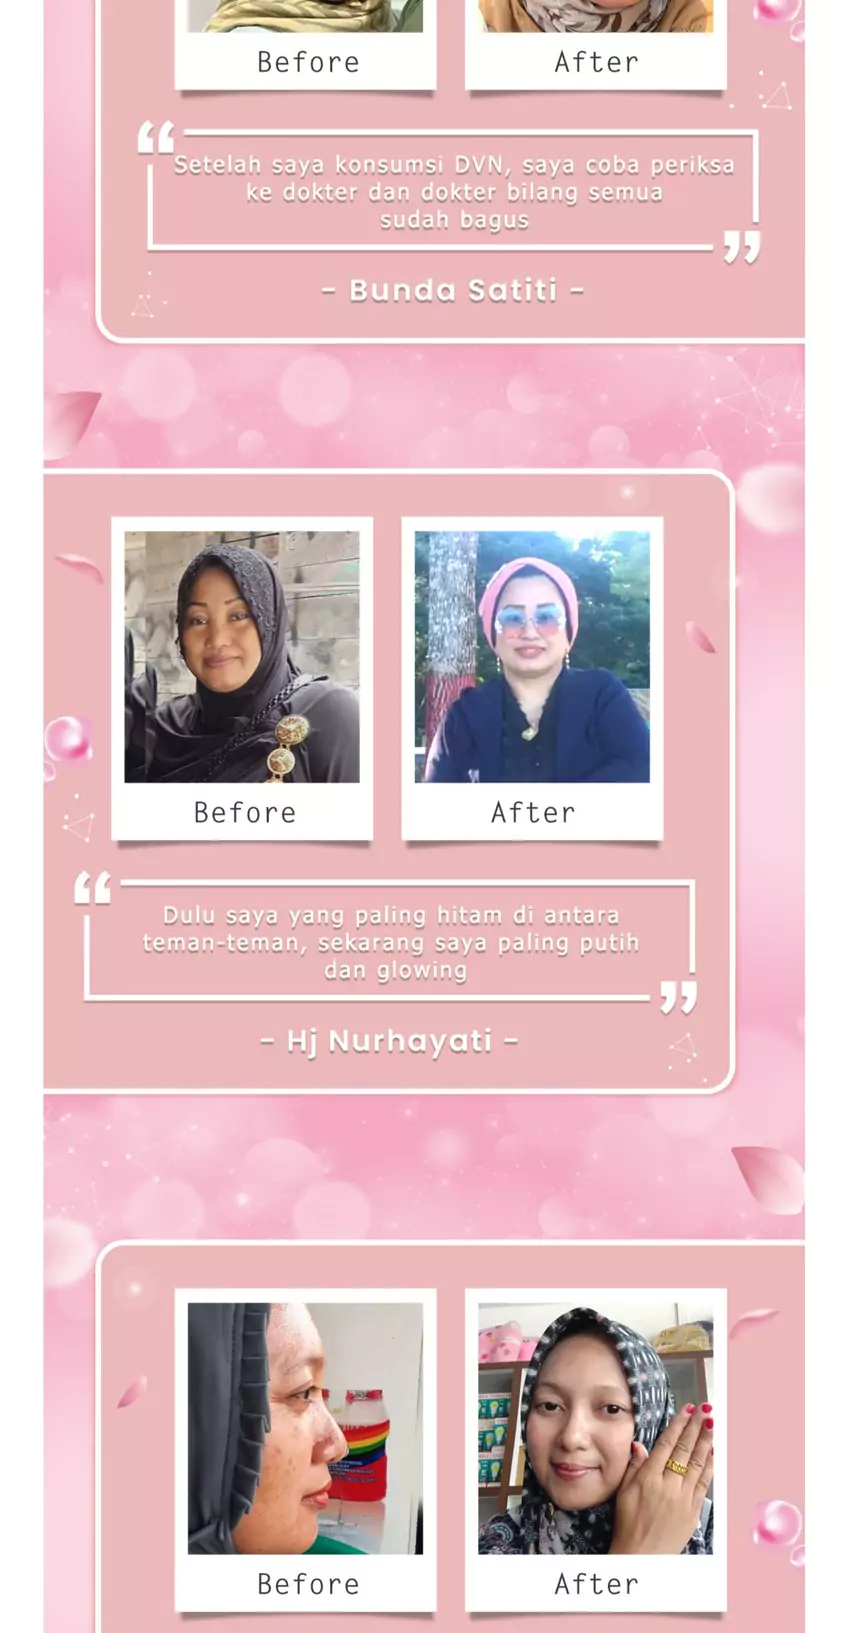 Before
After
“
Setelah saya konsumsi DVN, saya coba periksa
ke dokter dan dokter bilang semua
sudah bagus
”
- Bunda Satiti -
Before
After
“
Dulu saya yang paling hitam di antara
teman-teman, sekarang saya paling putih
dan glowing
”
- Hj Nurhayati -
Before
After